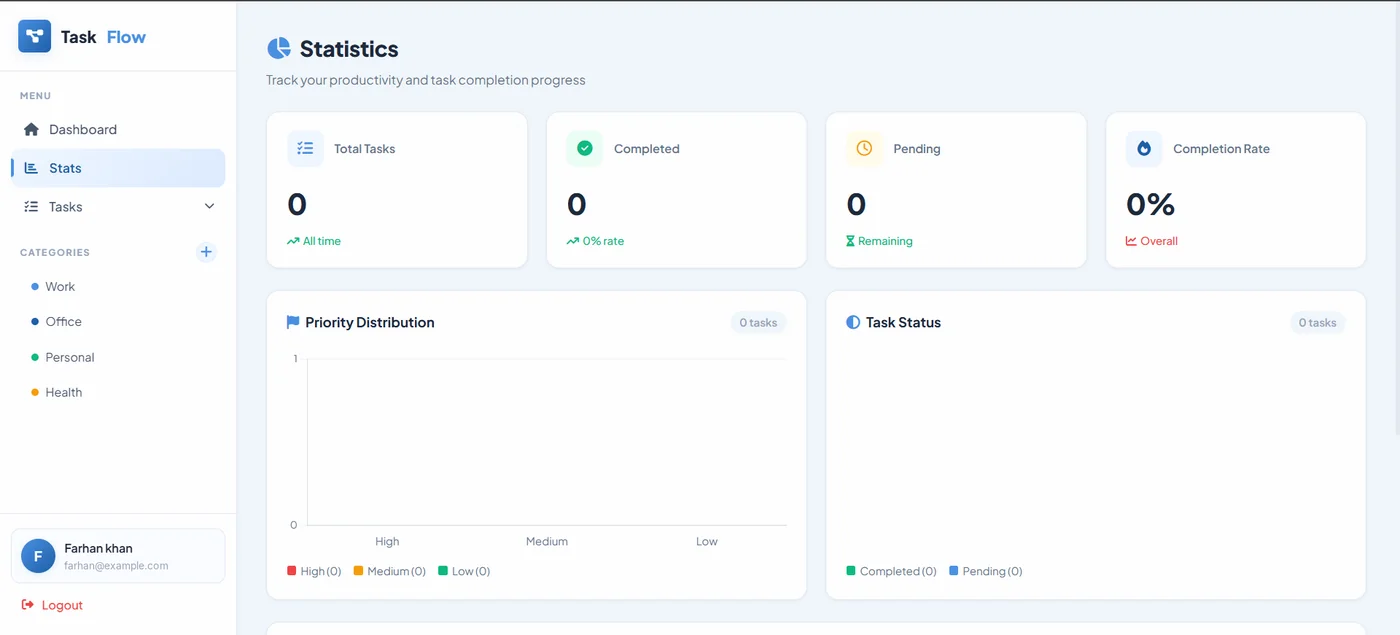 Task Flow
MENU
Dashboard
Stats
Tasks
CATEGORIES
Work
Office
Personal
Health
F
Farhan khan
farhan@example.com
Logout
Statistics
Track your productivity and task completion progress
Total Tasks
0
All time
Completed
0
0% rate
Pending
0
Remaining
Completion Rate
0%
Overall
Priority Distribution
0 tasks
1
0
High Medium Low
High (0) Medium (0) Low (0)
Task Status
0 tasks
Completed (0) Pending (0)